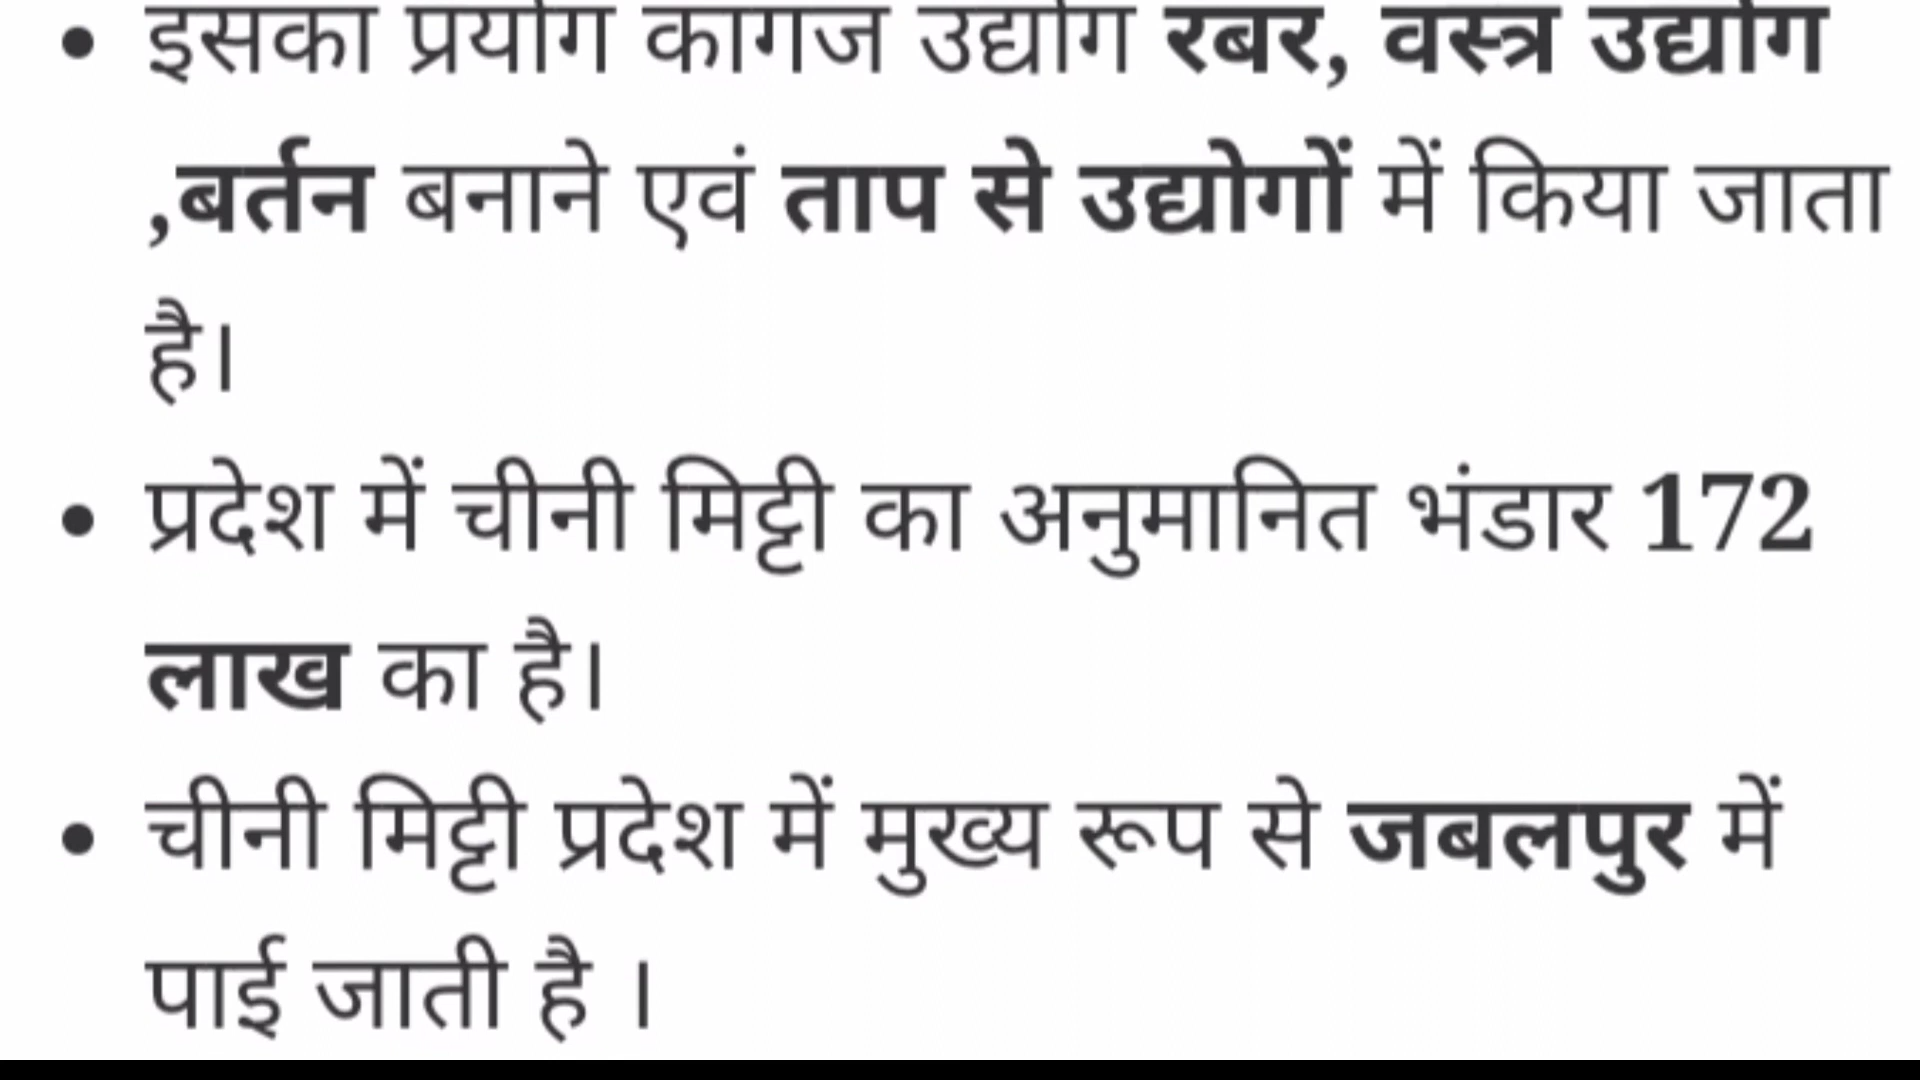 • इसका प्रयोग कागज उद्योग रबर, वस्त्र उद्योग
,बर्तन बनाने एवं ताप से उद्योगों में किया जाता
है।
• प्रदेश में चीनी मिट्टी का अनुमानित भंडार 172
लाख का है।
• चीनी मिट्टी प्रदेश में मुख्य रूप से जबलपुर में
पाई जाती है ।